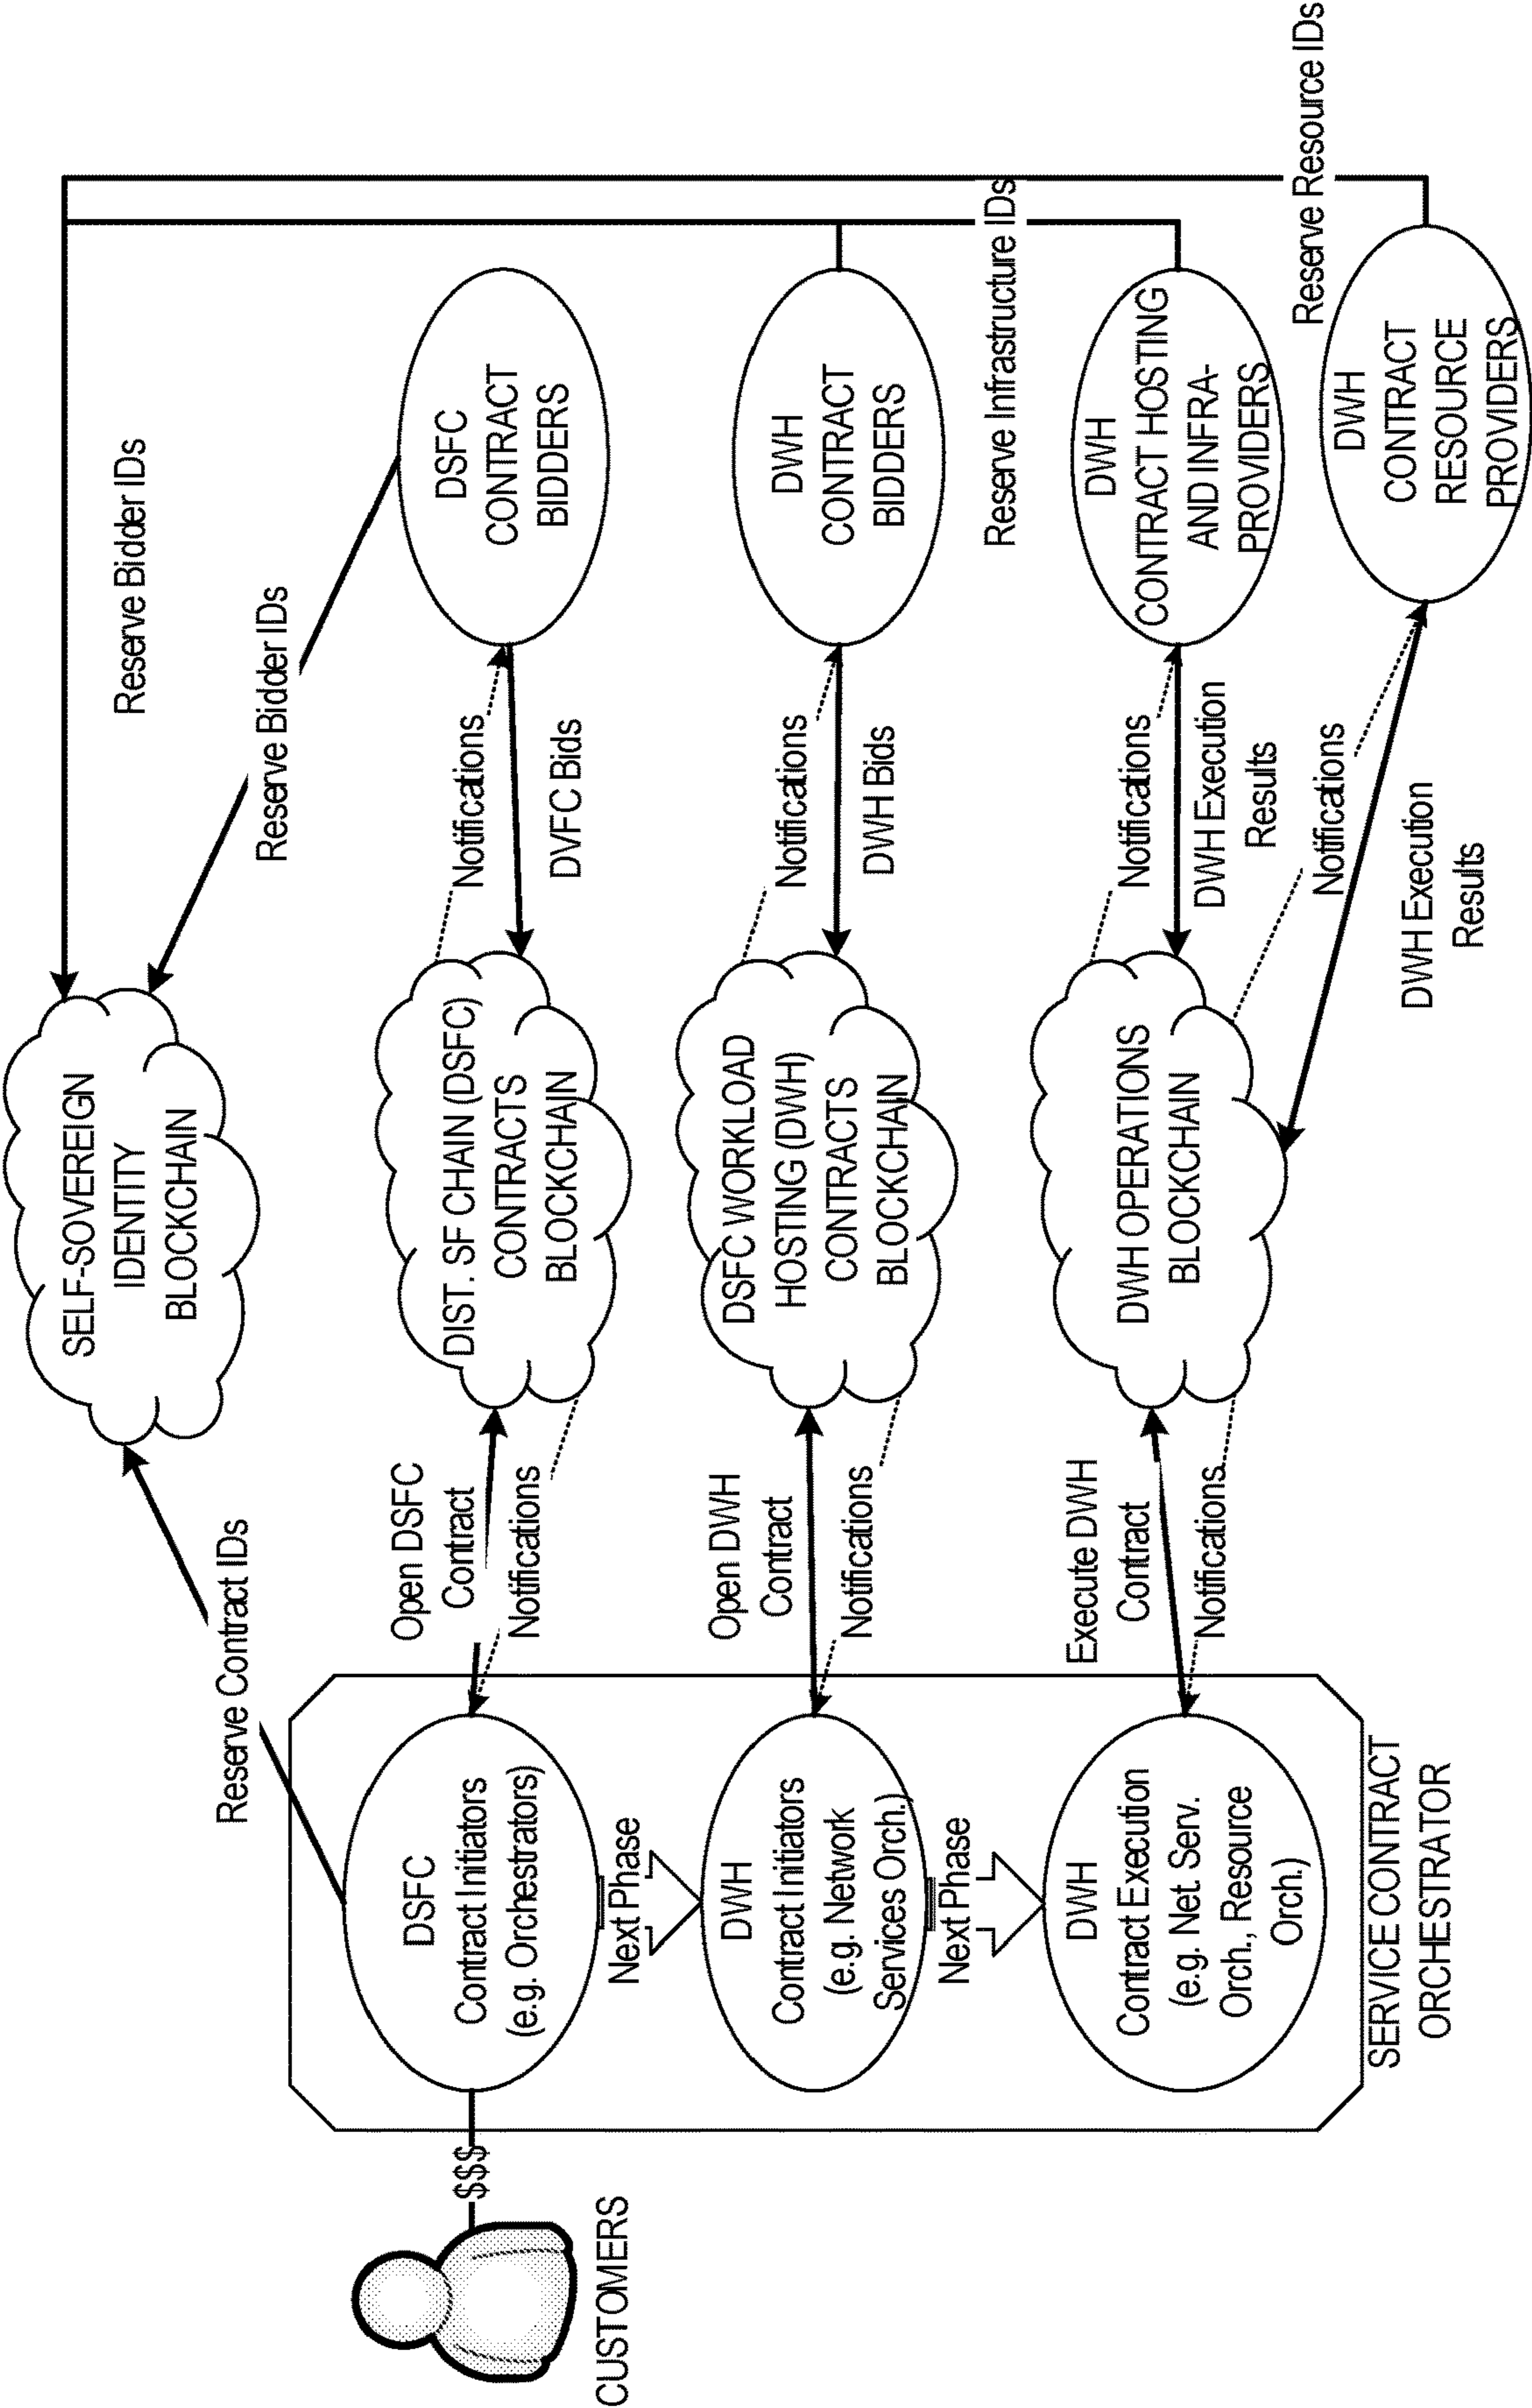 SELF-SOVEREIGN
IDENTITY
BLOCKCHAIN
Reserve Contract IDs
Reserve Bidder IDs
Reserve Bidder IDs
CUSTOMERS
$$$
DSFC
Contract Initiators
(e.g. Orchestrators)
Open DSFC
Contract
Notifications
DIST. SF CHAIN (DSFC)
CONTRACTS
BLOCKCHAIN
Notifications
DVFC Bids
DSFC
CONTRACT
BIDDERS
Next Phase
DWH
Contract Initiators
(e.g. Network
Services Orch.)
Open DWH
Contract
Notifications
DSFC WORKLOAD
HOSTING (DWH)
CONTRACTS
BLOCKCHAIN
Notifications
DWH Bids
DWH
CONTRACT
BIDDERS
Reserve Infrastructure IDs
Next Phase
DWH
Contract Execution
(e.g. Net Serv.
Orch., Resource
Orch.)
Execute DWH
Contract
Notifications
DWH OPERATIONS
BLOCKCHAIN
Notifications
DWH Execution
Results
DWH
CONTRACT HOSTING
AND INFRA-
PROVIDERS
Reserve Resource IDs
Notifications
DWH Execution
Results
DWH
CONTRACT
RESOURCE
PROVIDERS
SERVICE CONTRACT
ORCHESTRATOR